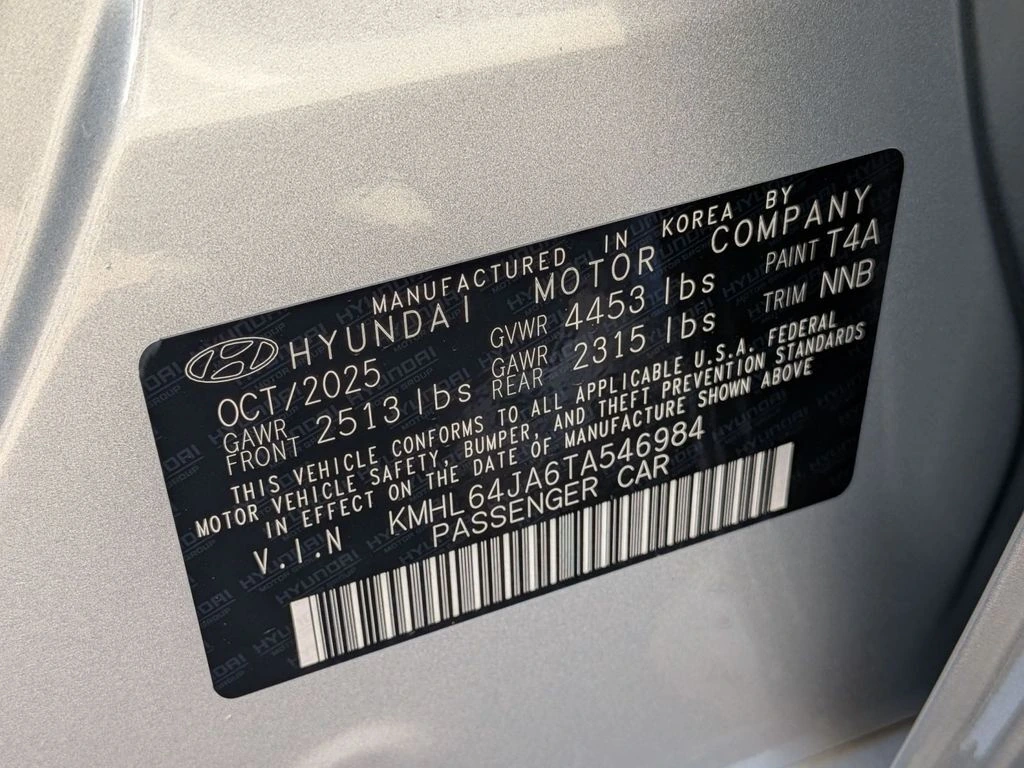 MANUFACTURED IN KOREA BY
HYUNDAI MOTOR COMPANY
OCT/2025 GVWR 4453 lbs PAINT T4A
GAWR FRONT 2513 lbs GAWR REAR 2315 lbs TRIM NNB
THIS VEHICLE CONFORMS TO ALL APPLICABLE U.S.A. FEDERAL
MOTOR VEHICLE SAFETY, BUMPER, AND THEFT PREVENTION STANDARDS
IN EFFECT ON THE DATE OF MANUFACTURE SHOWN ABOVE
V.I.N KMHL64JA6TA546984
PASSENGER CAR